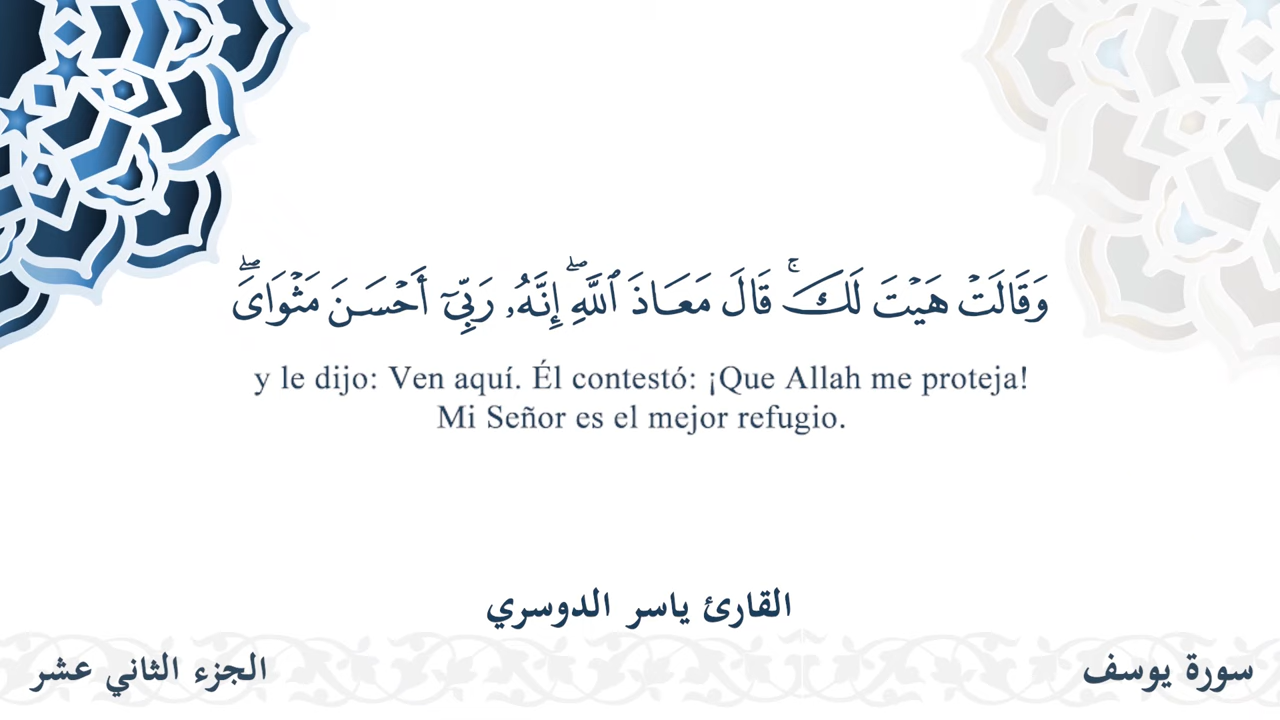 وَقَالَتْ هَيْتَ لَكَ ۚ قَالَ مَعَاذَ ٱللَّهِ ۖ إِنَّهُۥ رَبِّىٓ أَحْسَنَ مَثْوَاىَ ۖ
y le dijo: Ven aquí. Él contestó: ¡Que Allah me proteja!
Mi Señor es el mejor refugio.
القارئ ياسر الدوسري
سورة يوسف
الجزء الثاني عشر